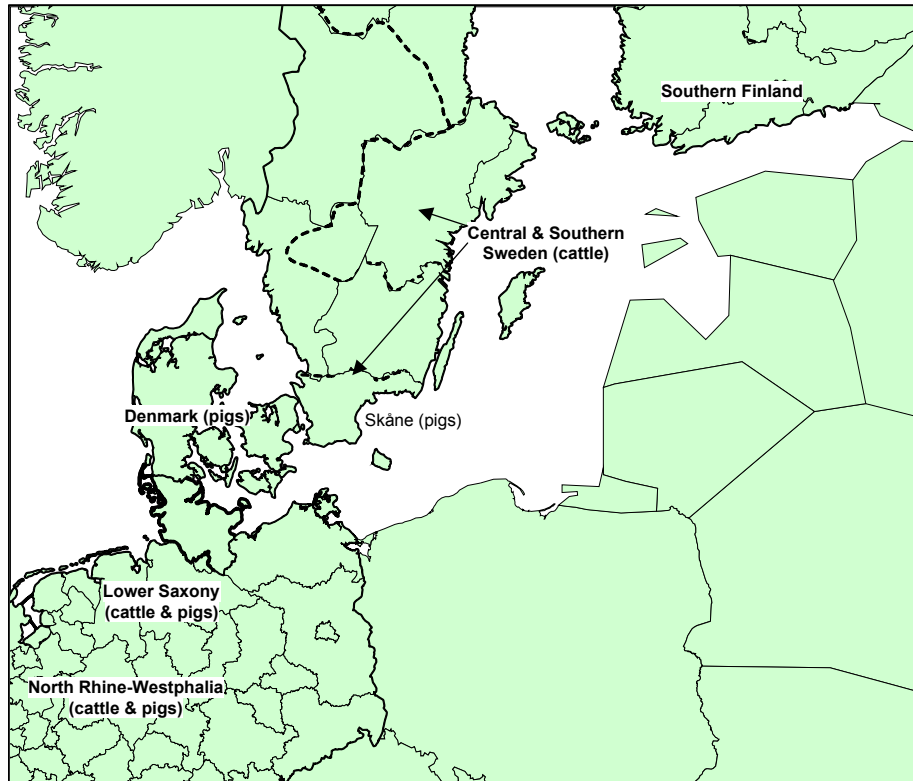 Southern Finland
Central & Southern
Sweden (cattle)
Denmark (pigs)
Skåne (pigs)
Lower Saxony
(cattle & pigs)
North Rhine-Westphalia
(cattle & pigs)